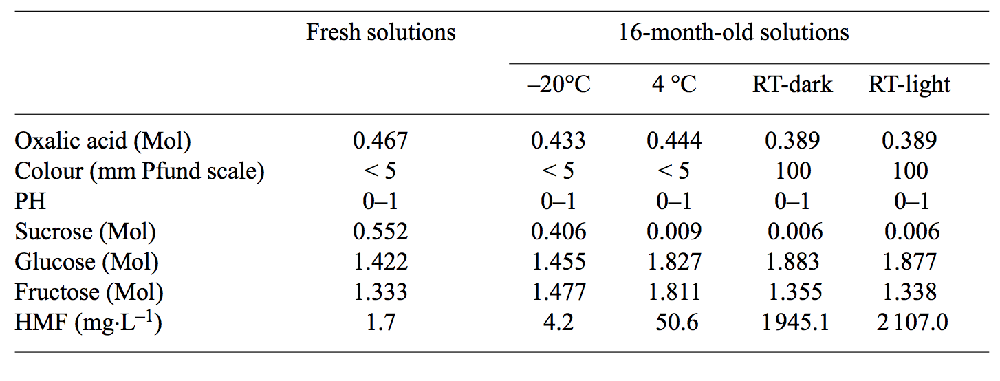 Fresh solutions 16-month-old solutions
–20°C 4 °C RT-dark RT-light
Oxalic acid (Mol) 0.467 0.433 0.444 0.389 0.389
Colour (mm Pfund scale) < 5 < 5 < 5 100 100
PH 0–1 0–1 0–1 0–1 0–1
Sucrose (Mol) 0.552 0.406 0.009 0.006 0.006
Glucose (Mol) 1.422 1.455 1.827 1.883 1.877
Fructose (Mol) 1.333 1.477 1.811 1.355 1.338
HMF (mg·L⁻¹) 1.7 4.2 50.6 1 945.1 2 107.0